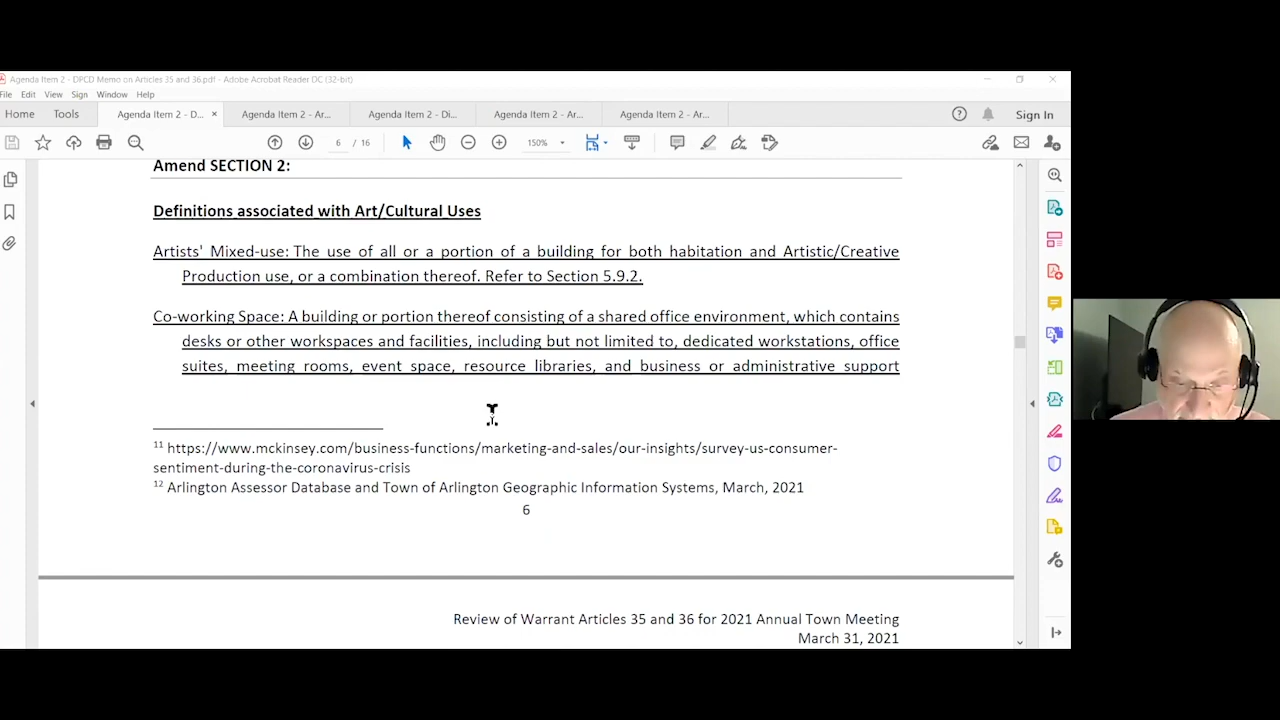 Agenda Item 2 - DPCD Memo on Articles 35 and 36.pdf - Adobe Acrobat Reader DC (32-bit)
File Edit View Sign Window Help
Home Tools Agenda Item 2 - D... × Agenda Item 2 - Ar... Agenda Item 2 - Di... Agenda Item 2 - Ar... Agenda Item 2 - Ar... Sign In
6 / 16 150%
Amend SECTION 2:
Definitions associated with Art/Cultural Uses
Artists' Mixed-use: The use of all or a portion of a building for both habitation and Artistic/Creative
Production use, or a combination thereof. Refer to Section 5.9.2.
Co-working Space: A building or portion thereof consisting of a shared office environment, which contains
desks or other workspaces and facilities, including but not limited to, dedicated workstations, office
suites, meeting rooms, event space, resource libraries, and business or administrative support
11 https://www.mckinsey.com/business-functions/marketing-and-sales/our-insights/survey-us-consumer-
sentiment-during-the-coronavirus-crisis
12 Arlington Assessor Database and Town of Arlington Geographic Information Systems, March, 2021
6
Review of Warrant Articles 35 and 36 for 2021 Annual Town Meeting
March 31, 2021